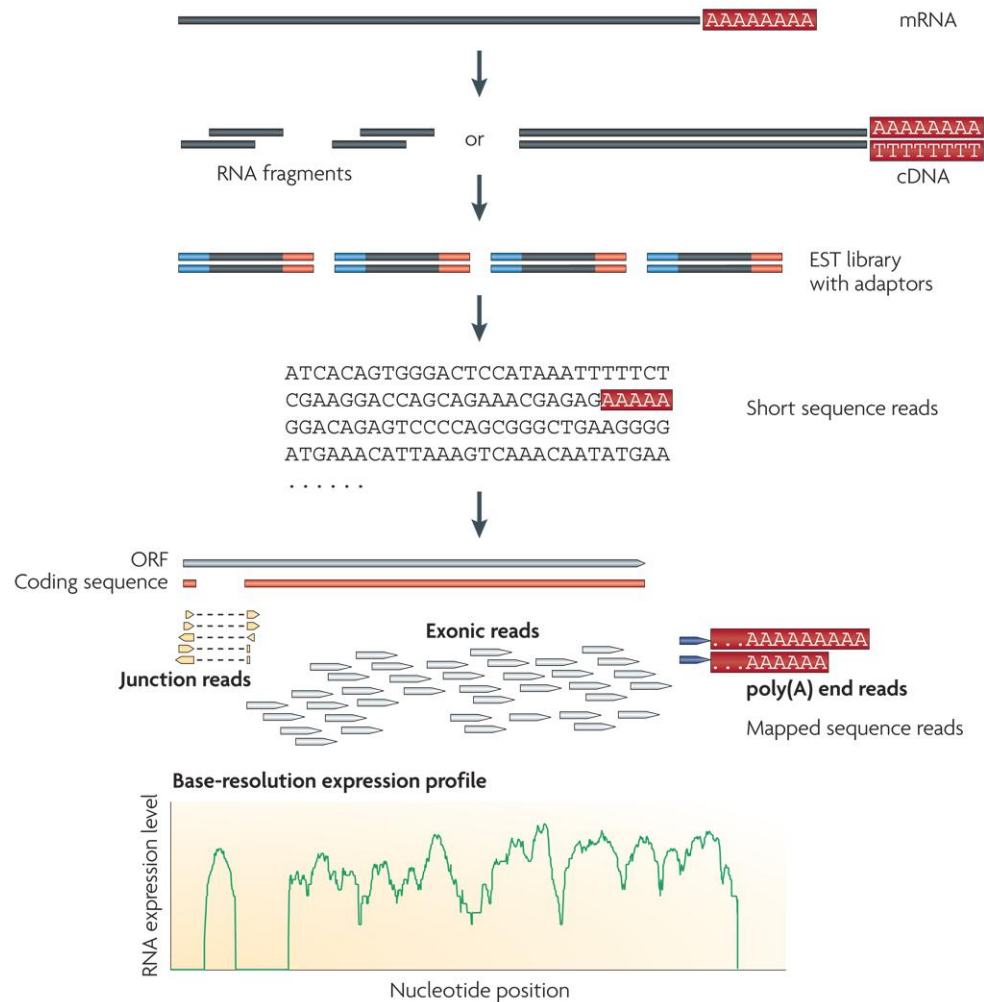 AAAAAAAA mRNA
AAAAAAAA
or
TTTTTTTT
RNA fragments
cDNA
EST library
with adaptors
ATCACAGTGGGACTCCATAAATTTTTCT
CGAAGGACCAGCAGAAACGAGAGAAAAA
Short sequence reads
GGACAGAGTCCCCAGCGGGCTGAAGGGG
ATGAAACATTAAAGTCAAACAATATGAA
. . . . . .
ORF
Coding sequence
Exonic reads
. . . AAAAAAAAA
. . . AAAAAA
Junction reads
poly(A) end reads
Mapped sequence reads
Base-resolution expression profile
RNA expression level
Nucleotide position